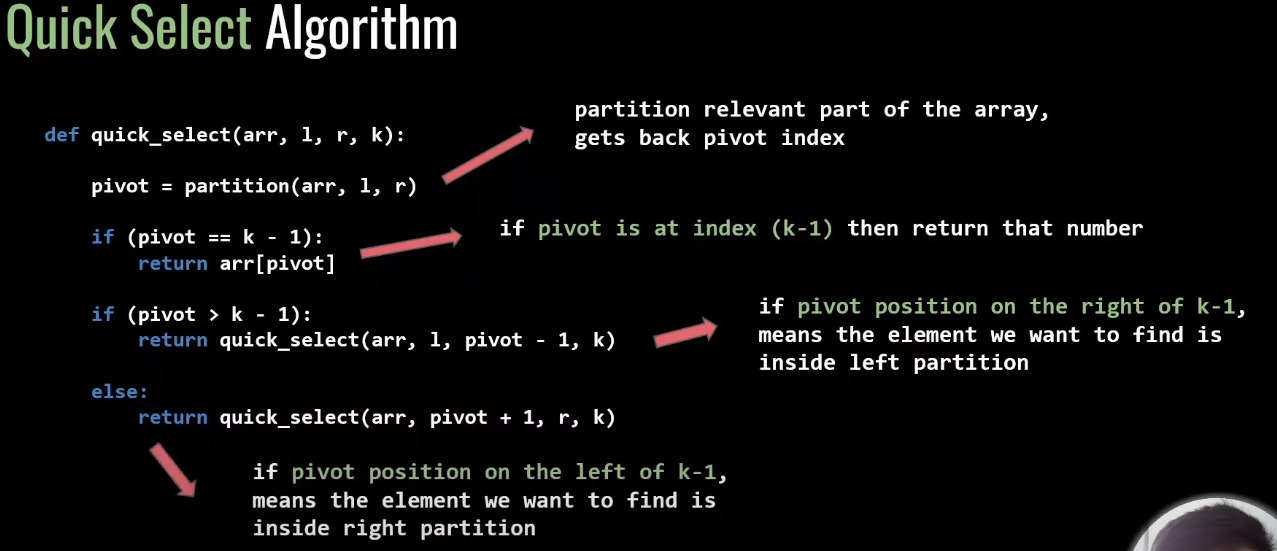 Quick Select Algorithm
def quick_select(arr, l, r, k):
pivot = partition(arr, l, r)
if (pivot == k - 1):
return arr[pivot]
if (pivot > k - 1):
return quick_select(arr, l, pivot - 1, k)
else:
return quick_select(arr, pivot + 1, r, k)
partition relevant part of the array,
gets back pivot index
if pivot is at index (k-1) then return that number
if pivot position on the right of k-1,
means the element we want to find is
inside left partition
if pivot position on the left of k-1,
means the element we want to find is
inside right partition